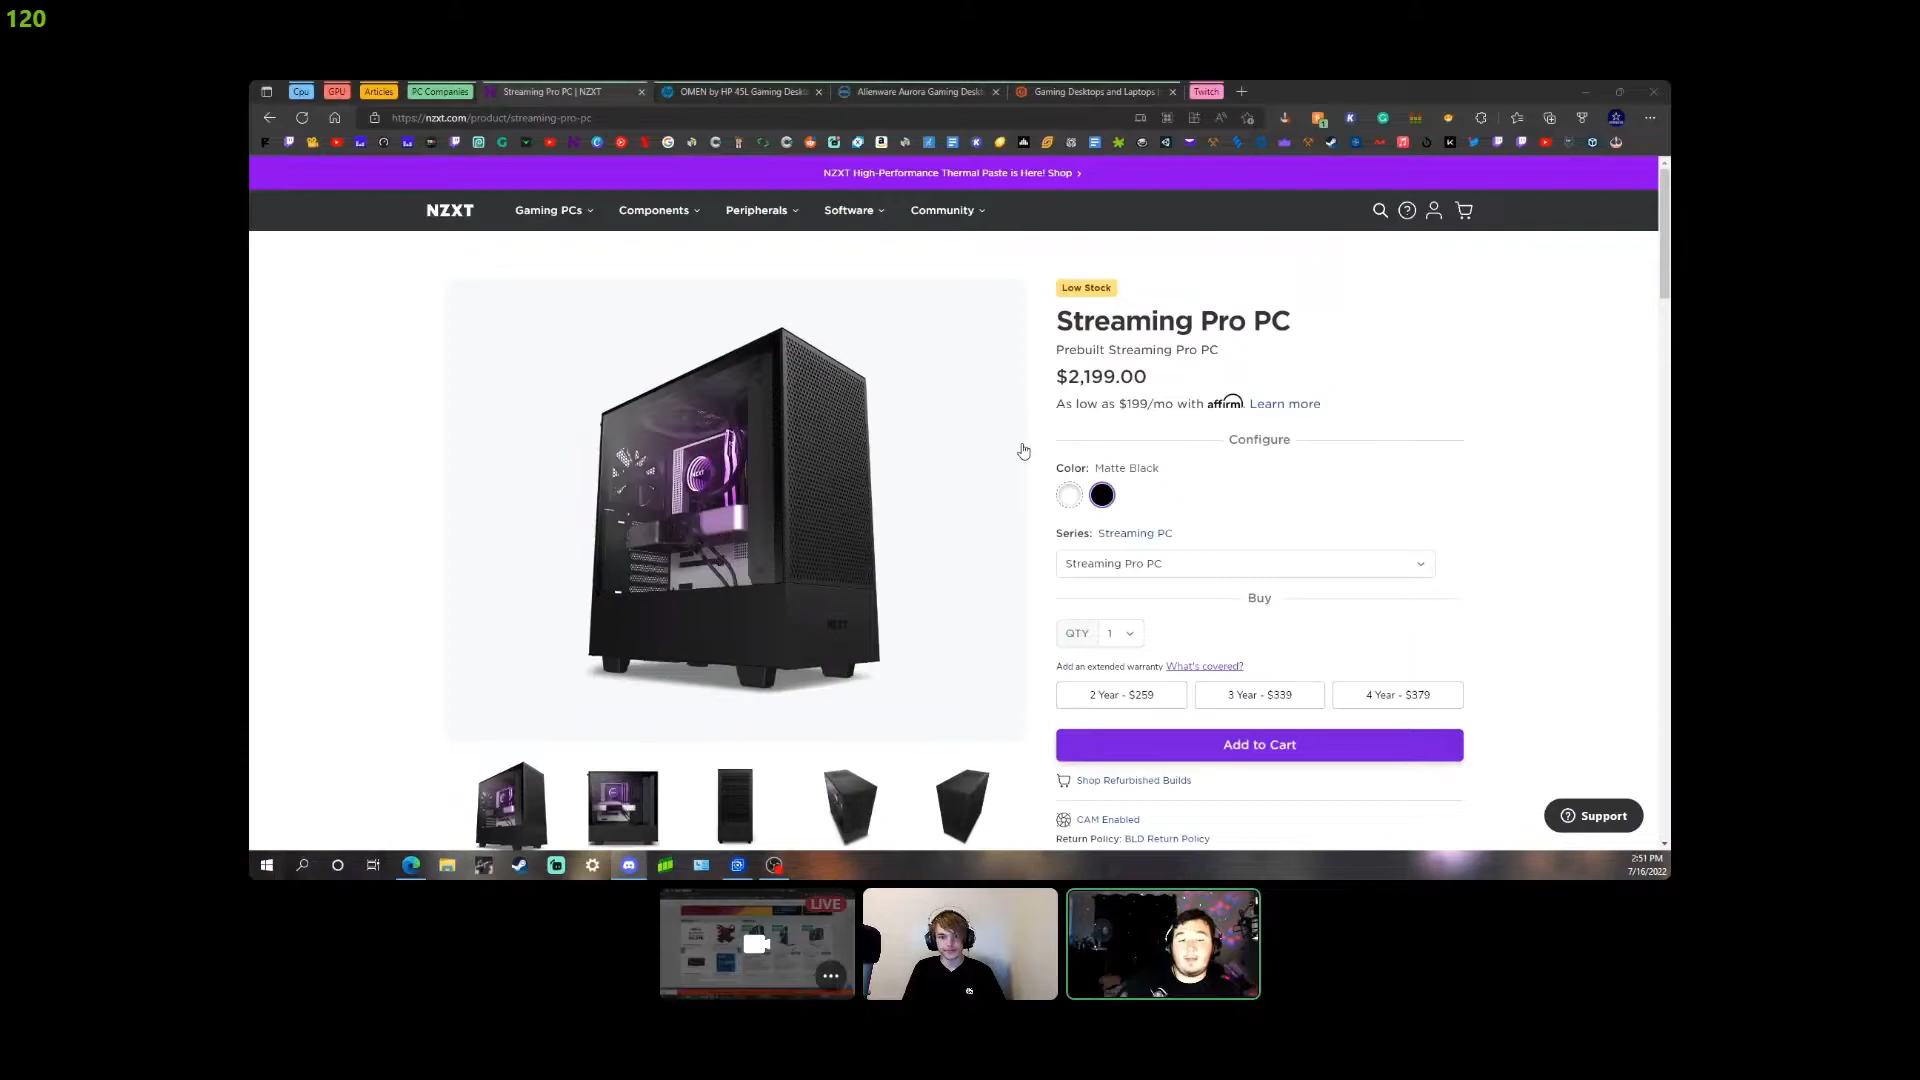 120
Cpu
GPU
Articles
PC Companies
Streaming Pro PC | NZXT
OMEN by HP 45L Gaming Desk
Alienware Aurora Gaming Deskt
Gaming Desktops and Laptops
Twitch
https://nzxt.com/product/streaming-pro-pc
NZXT High-Performance Thermal Paste is Here! Shop ›
NZXT
Gaming PCs
Components
Peripherals
Software
Community
Low Stock
Streaming Pro PC
Prebuilt Streaming Pro PC
$2,199.00
As low as $199/mo with affirm. Learn more
Configure
Color: Matte Black
Series: Streaming PC
Streaming Pro PC
Buy
QTY 1
Add an extended warranty What's covered?
2 Year - $259
3 Year - $339
4 Year - $379
Add to Cart
Shop Refurbished Builds
CAM Enabled
Return Policy: BLD Return Policy
Support
NZXT
NZXT
2:51 PM
7/16/2022
LIVE